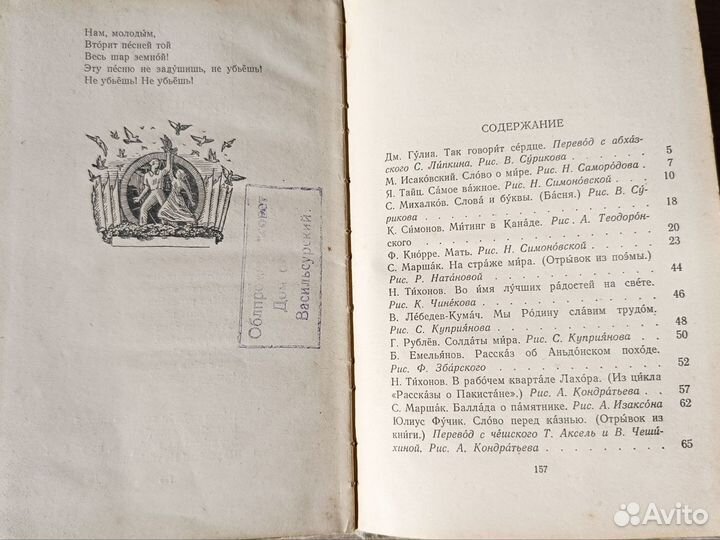 Нам, молоды́м,
Вто́рит пе́сней той
Весь шар земно́й!
Эту пе́сню не заду́шишь, не убьёшь!
Не убьёшь! Не убьёшь!
Облпро
Дом о
Васильсурский.
СОДЕРЖАНИЕ
Дм. Гу́лиа. Так говори́т се́рдце. Перево́д с абха́з-
ского С. Ли́пкина. Рис. В. Су́рикова . . . . 5
М. Исако́вский. Сло́во о ми́ре. Рис. Н. Саморо́дова . 7
Я. Тайц. Са́мое ва́жное. Рис. Н. Симоно́вской . . . 10
С. Михалко́в. Слова́ и бу́квы. (Ба́сня.) Рис. В. Су́-
рикова . . . . . . . . 18
К. Си́монов. Ми́тинг в Кана́де. Рис. А. Теодоро́н-
ского . . . . . . . . 20
Ф. Кно́рре. Мать. Рис. Н. Симоно́вской . . . . 23
С. Марша́к. На стра́же ми́ра. (Отры́вок из поэ́мы.)
Рис. Р. Ната́новой . . . . . . 44
Н. Ти́хонов. Во и́мя лу́чших ра́достей на све́те.
Рис. К. Чине́кова . . . . . . 46
В. Ле́бедев-Кума́ч. Мы Ро́дину сла́вим трудо́м.
Рис. С. Куприя́нова . . . . . . 48
Г. Рублёв. Солда́ты ми́ра. Рис. С. Куприя́нова . . 50
Б. Емелья́нов. Расска́з об Аньдо́нском похо́де.
Рис. Ф. Зба́рского . . . . . . 52
Н. Ти́хонов. В рабо́чем кварта́ле Лахо́ра. (Из ци́кла
«Расска́зы о Пакиста́не».) Рис. А. Кондра́тьева . . 57
С. Марша́к. Балла́да о па́мятнике. Рис. А. Изаксо́на 62
Юлиус Фу́чик. Сло́во перед ка́знью. (Отры́вок из
кни́ги.) Перево́д с че́шского Т. Аксель и В. Чеши́-
хиной. Рис. А. Кондра́тьева . . . . . 65
157
Avito